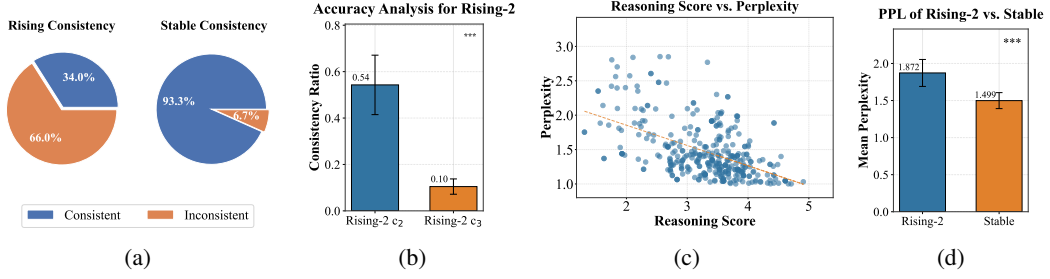 Rising Consistency
34.0%
66.0%
Stable Consistency
93.3%
6.7%
Consistent
Inconsistent
(a)
Accuracy Analysis for Rising-2
***
Consistency Ratio
0.8
0.6
0.4
0.2
0.0
0.54
0.10
Rising-2 c₂
Rising-2 c₃
(b)
Reasoning Score vs. Perplexity
Perplexity
3.0
2.5
2.0
1.5
1.0
2
3
4
5
Reasoning Score
(c)
PPL of Rising-2 vs. Stable
***
Mean Perplexity
2.0
1.5
1.0
0.5
0.0
1.872
1.499
Rising-2
Stable
(d)